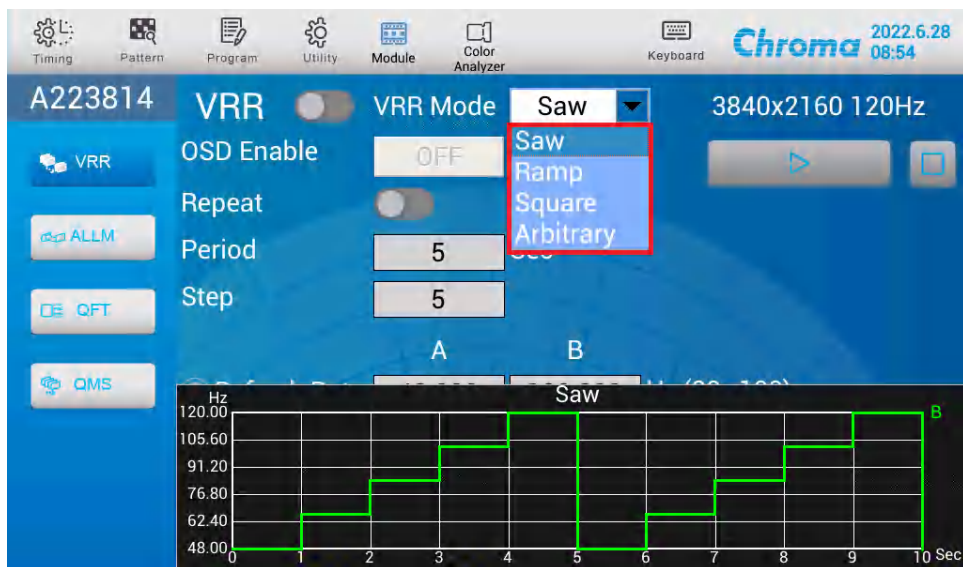 Timing
Pattern
Program
Utility
Module
Color
Analyzer
Keyboard
Chroma
2022.6.28
08:54
A223814
VRR
VRR Mode
Saw
3840x2160 120Hz
VRR
OSD Enable
OFF
Saw
Ramp
Square
Arbitrary
Repeat
ALLM
Period
5
Step
5
QFT
A
B
QMS
Hz
Saw
120.00
B
105.60
91.20
76.80
62.40
48.00
0 1 2 3 4 5 6 7 8 9 10 Sec